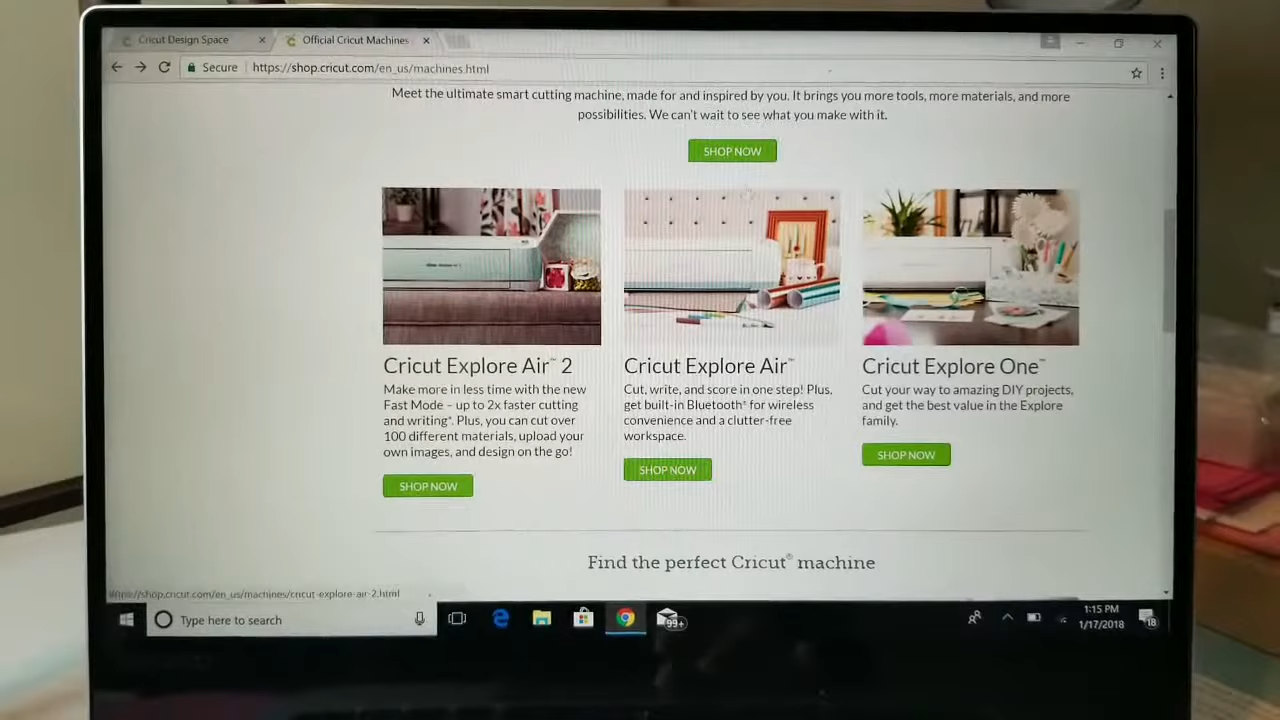 Cricut Design Space
Official Cricut Machines
Secure
https://shop.cricut.com/en_us/machines.html
Meet the ultimate smart cutting machine, made for and inspired by you. It brings you more tools, more materials, and more
possibilities. We can't wait to see what you make with it.
SHOP NOW
Cricut Explore Air™ 2
Make more in less time with the new
Fast Mode – up to 2x faster cutting
and writing*. Plus, you can cut over
100 different materials, upload your
own images, and design on the go!
SHOP NOW
Cricut Explore Air™
Cut, write, and score in one step! Plus,
get built-in Bluetooth® for wireless
convenience and a clutter-free
workspace.
SHOP NOW
Cricut Explore One™
Cut your way to amazing DIY projects,
and get the best value in the Explore
family.
SHOP NOW
Find the perfect Cricut® machine
https://shop.cricut.com/en_us/machines/cricut-explore-air-2.html
Type here to search
99+
1:15 PM
1/17/2018
18